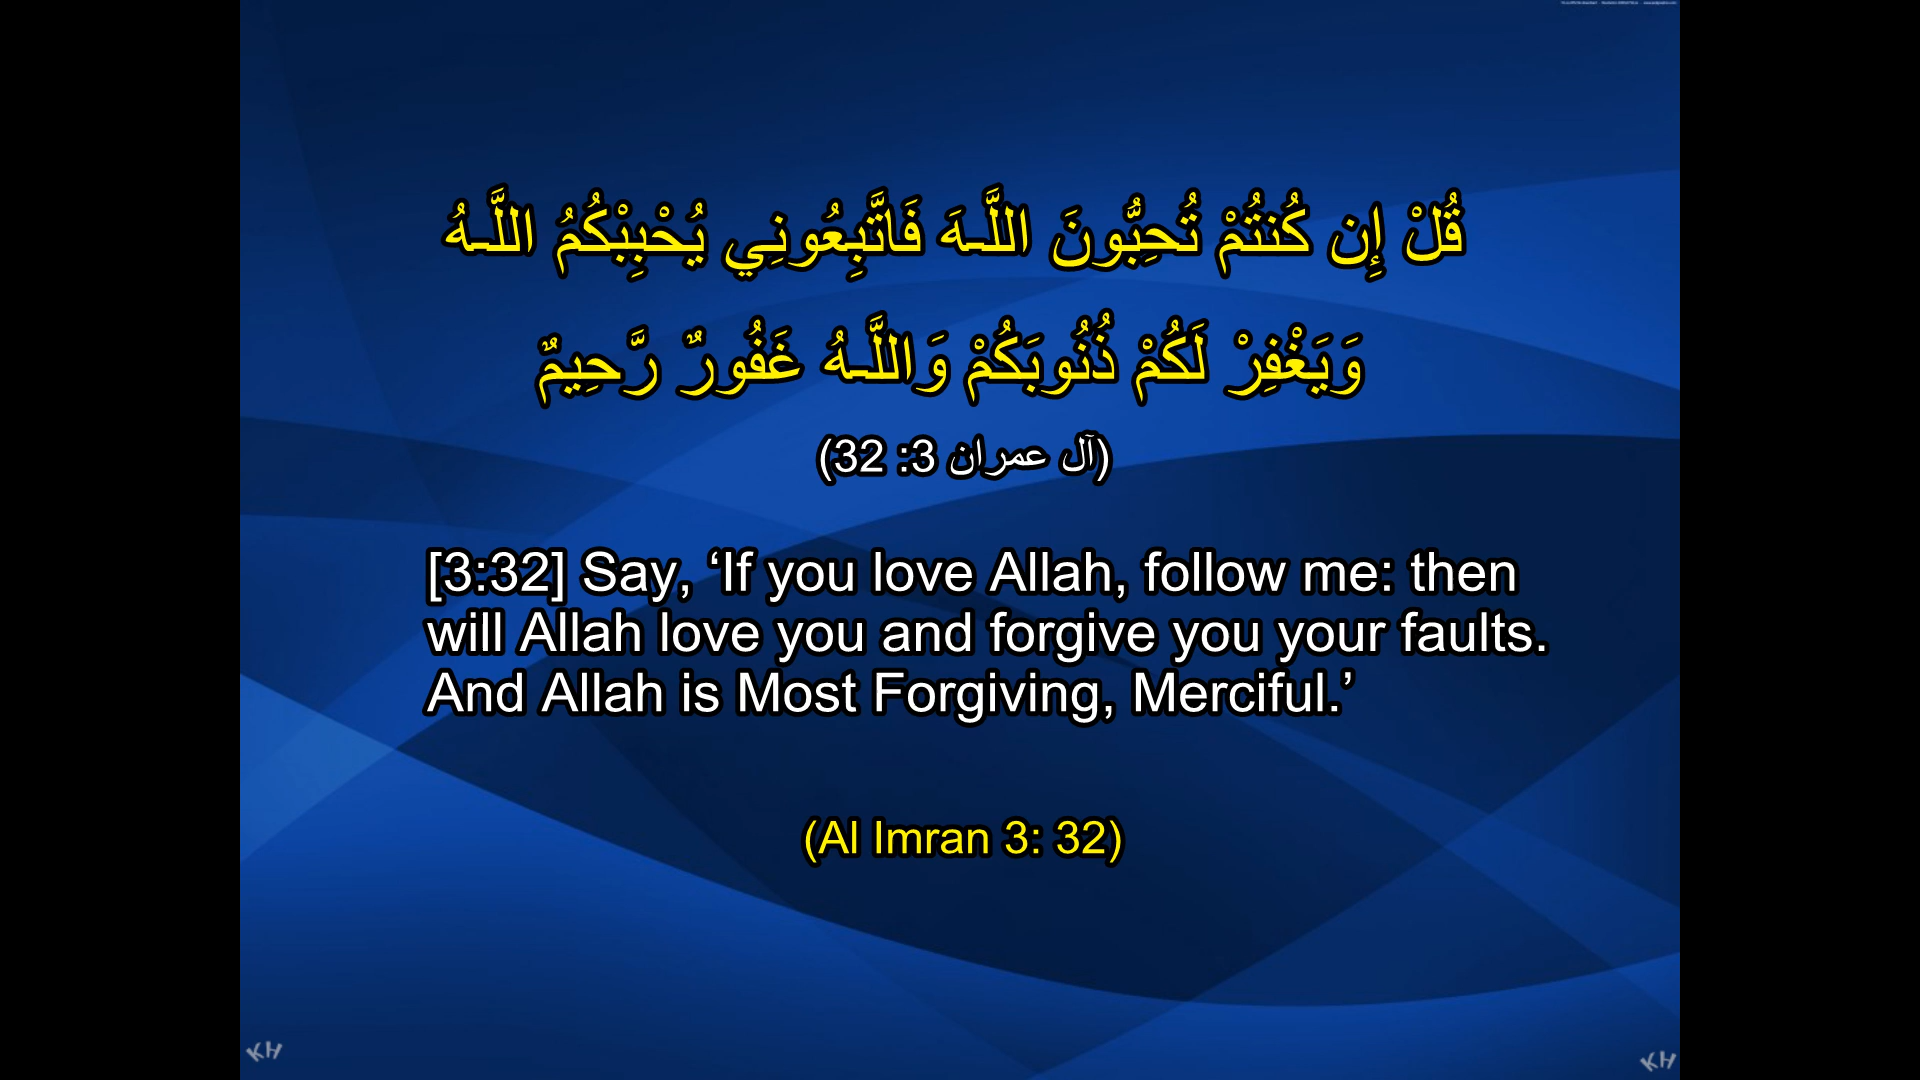 قُلْ إِن كُنتُمْ تُحِبُّونَ اللَّـهَ فَاتَّبِعُونِي يُحْبِبْكُمُ اللَّـهُ
وَيَغْفِرْ لَكُمْ ذُنُوبَكُمْ وَاللَّـهُ غَفُورٌ رَّحِيمٌ
(آل عمران 3: 32)
[3:32] Say, ‘If you love Allah, follow me: then
will Allah love you and forgive you your faults.
And Allah is Most Forgiving, Merciful.’
(Al Imran 3: 32)
KH
KH